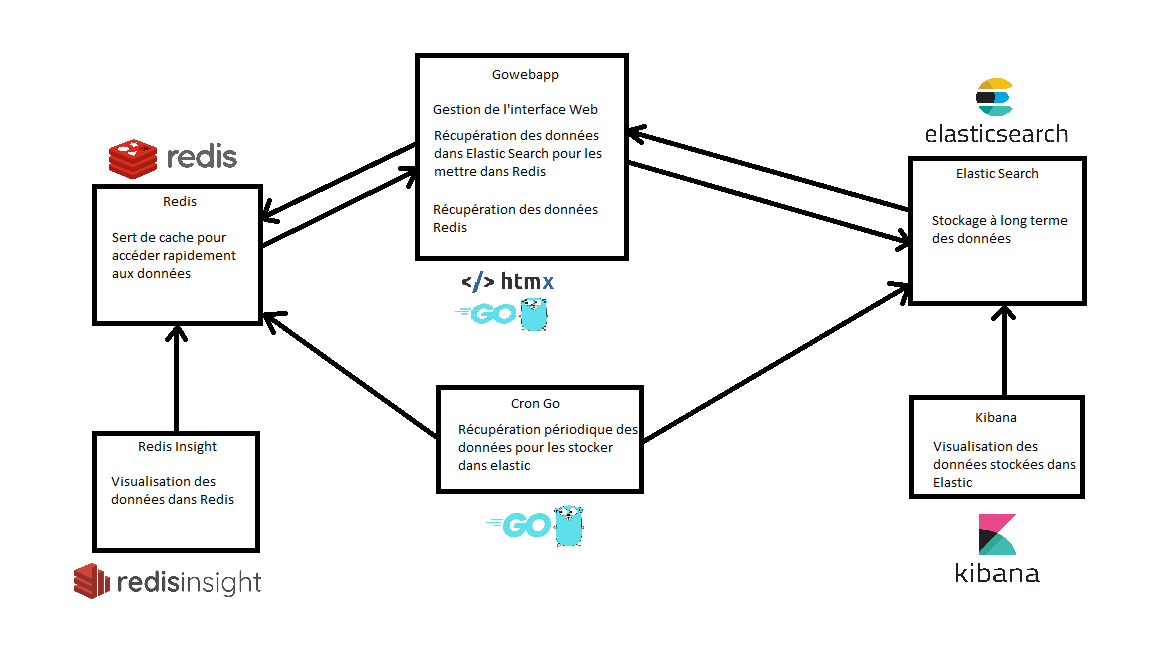 Gowebapp
Gestion de l'interface Web
Récupération des données
dans Elastic Search pour les
mettre dans Redis
Récupération des données
Redis
</> htmx
GO
redis
Redis
Sert de cache pour
accéder rapidement
aux données
elasticsearch
Elastic Search
Stockage à long terme
des données
Cron Go
Récupération périodique des
données pour les stocker
dans elastic
GO
Redis Insight
Visualisation des
données dans Redis
redisinsight
Kibana
Visualisation des
données stockées dans
Elastic
kibana